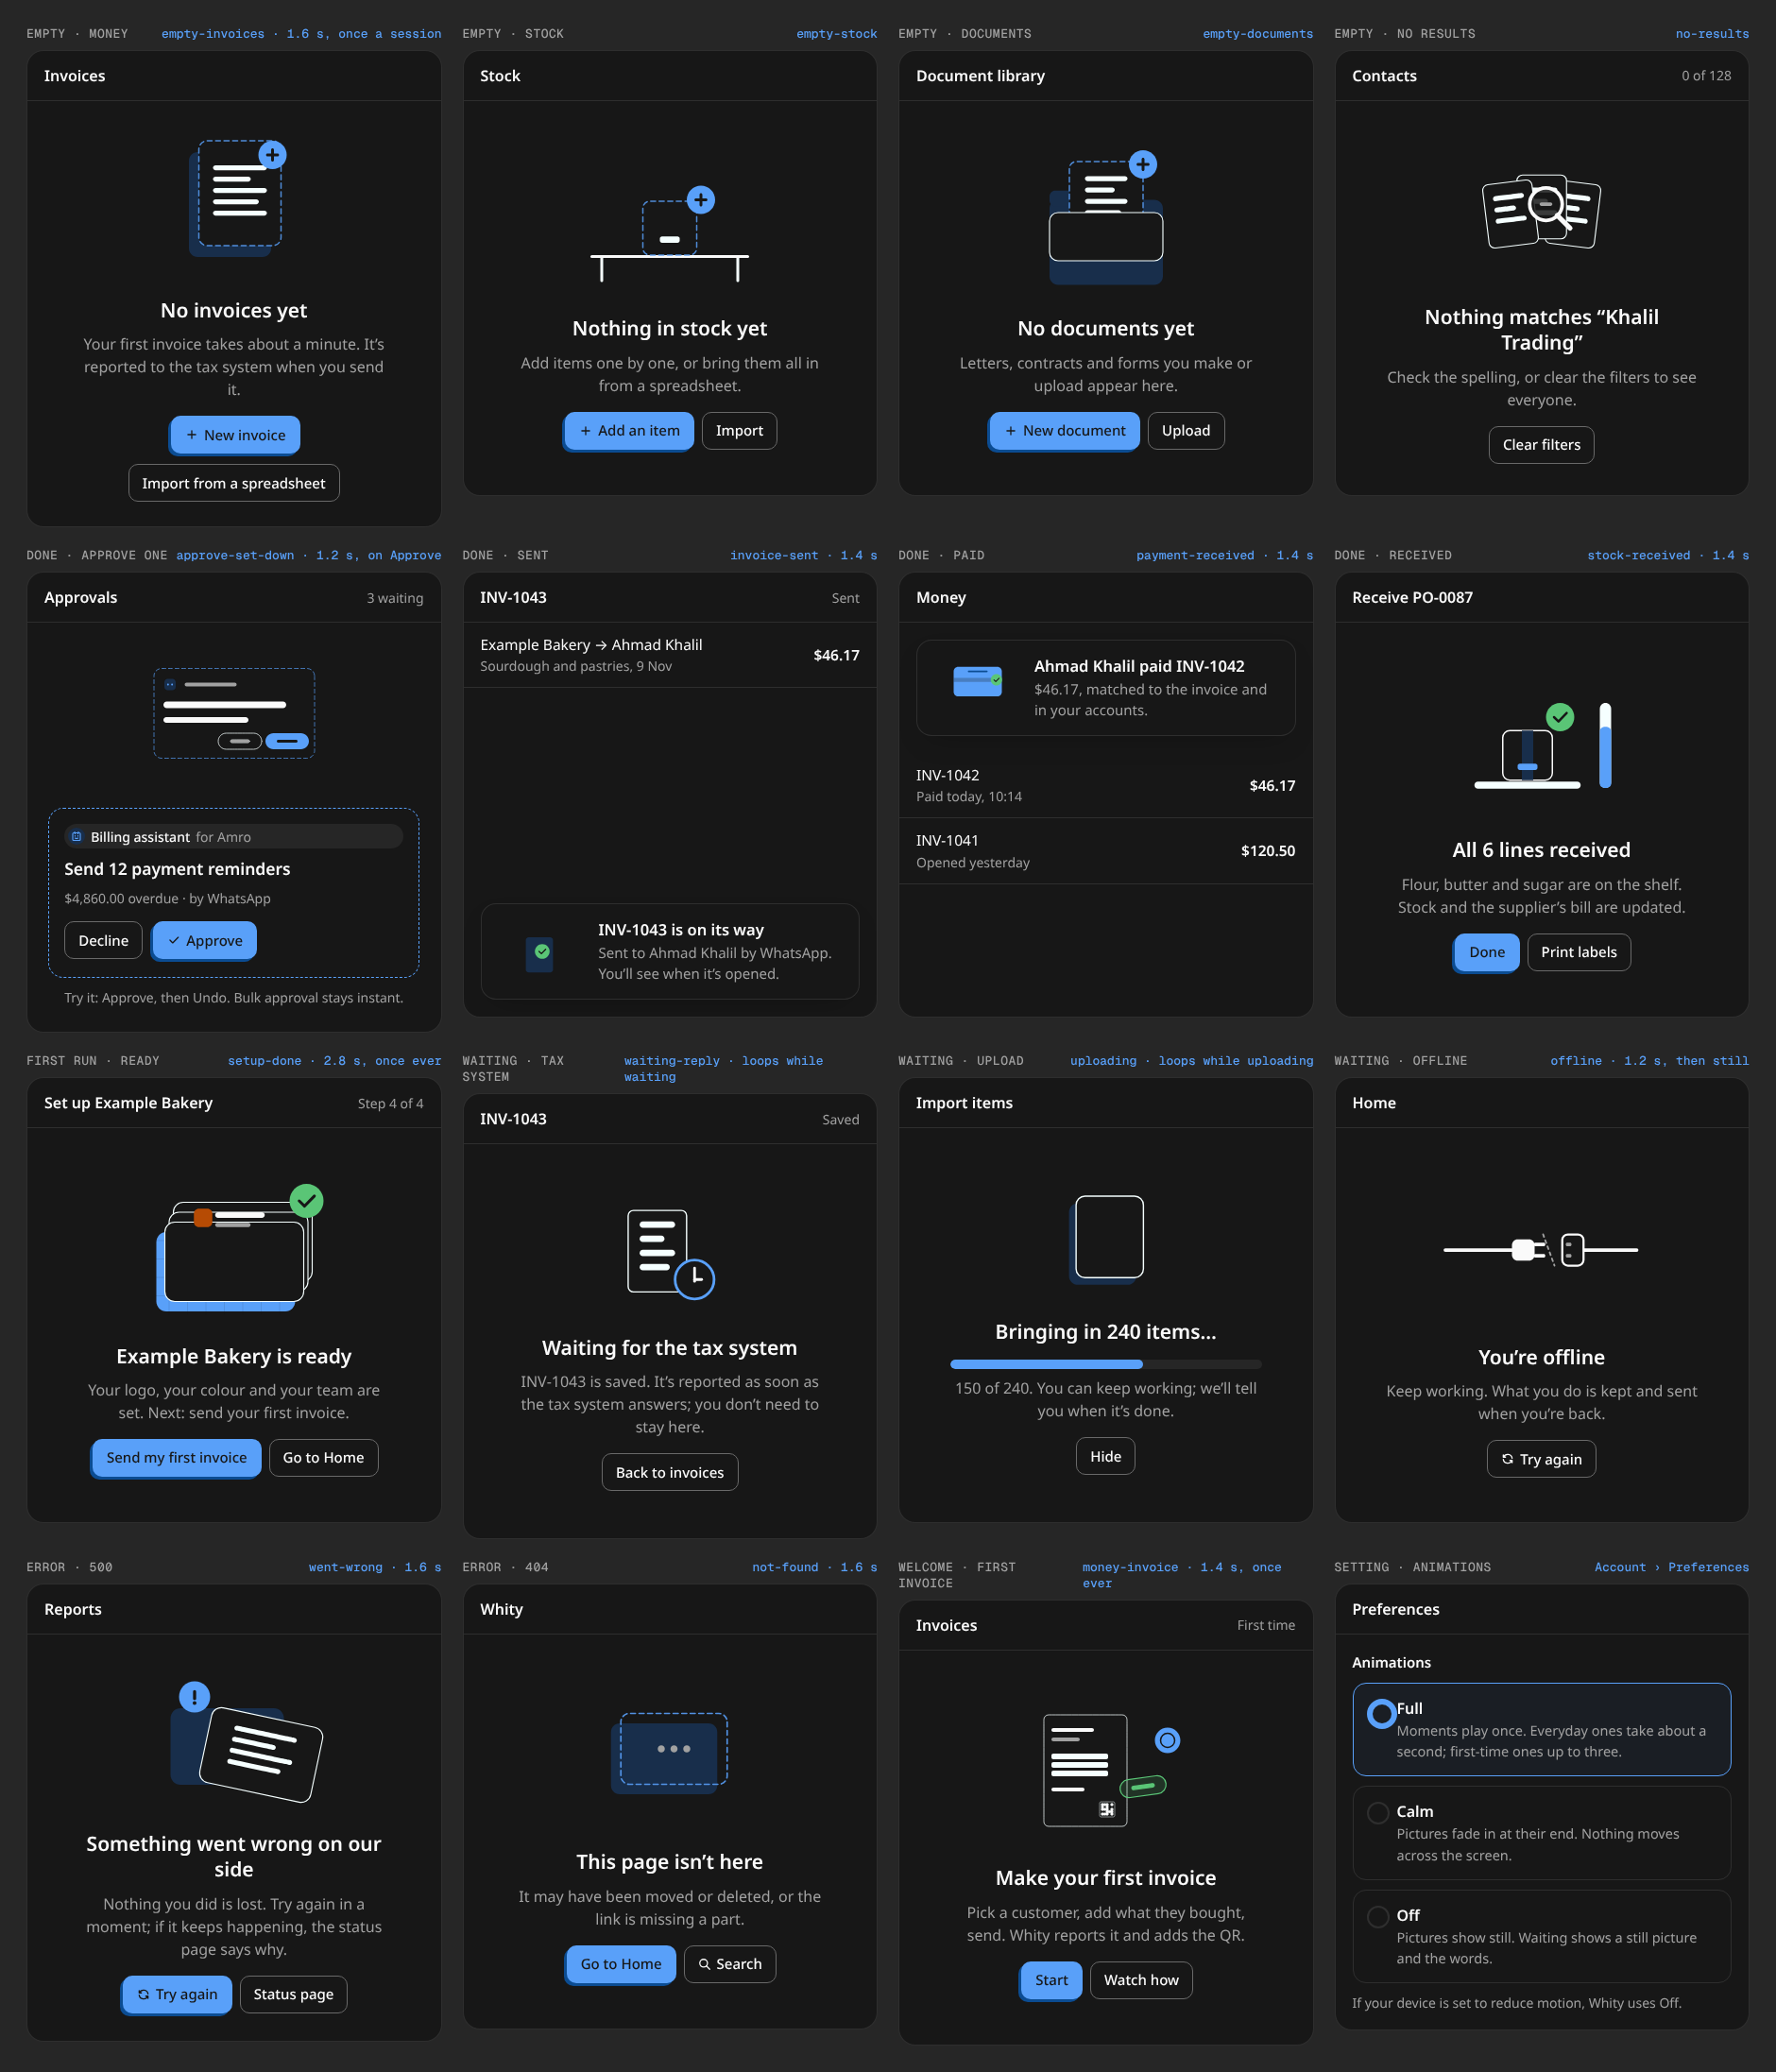 EMPTY · MONEY
empty-invoices · 1.6 s, once a session
Invoices
No invoices yet
Your first invoice takes about a minute. It’s
reported to the tax system when you send
it.
+ New invoice
Import from a spreadsheet
EMPTY · STOCK
empty-stock
Stock
Nothing in stock yet
Add items one by one, or bring them all in
from a spreadsheet.
+ Add an item
Import
EMPTY · DOCUMENTS
empty-documents
Document library
No documents yet
Letters, contracts and forms you make or
upload appear here.
+ New document
Upload
EMPTY · NO RESULTS
no-results
Contacts
0 of 128
Nothing matches “Khalil
Trading”
Check the spelling, or clear the filters to see
everyone.
Clear filters
DONE · APPROVE ONE
approve-set-down · 1.2 s, on Approve
Approvals
3 waiting
Billing assistant for Amro
Send 12 payment reminders
$4,860.00 overdue · by WhatsApp
Decline
Approve
Try it: Approve, then Undo. Bulk approval stays instant.
DONE · SENT
invoice-sent · 1.4 s
INV-1043
Sent
Example Bakery → Ahmad Khalil
Sourdough and pastries, 9 Nov
$46.17
INV-1043 is on its way
Sent to Ahmad Khalil by WhatsApp.
You’ll see when it’s opened.
DONE · PAID
payment-received · 1.4 s
Money
Ahmad Khalil paid INV-1042
$46.17, matched to the invoice and
in your accounts.
INV-1042
Paid today, 10:14
$46.17
INV-1041
Opened yesterday
$120.50
DONE · RECEIVED
stock-received · 1.4 s
Receive PO-0087
All 6 lines received
Flour, butter and sugar are on the shelf.
Stock and the supplier’s bill are updated.
Done
Print labels
FIRST RUN · READY
setup-done · 2.8 s, once ever
Set up Example Bakery
Step 4 of 4
Example Bakery is ready
Your logo, your colour and your team are
set. Next: send your first invoice.
Send my first invoice
Go to Home
WAITING · TAX
SYSTEM
waiting-reply · loops while
waiting
INV-1043
Saved
Waiting for the tax system
INV-1043 is saved. It’s reported as soon as
the tax system answers; you don’t need to
stay here.
Back to invoices
WAITING · UPLOAD
uploading · loops while uploading
Import items
Bringing in 240 items…
150 of 240. You can keep working; we’ll tell
you when it’s done.
Hide
WAITING · OFFLINE
offline · 1.2 s, then still
Home
You’re offline
Keep working. What you do is kept and sent
when you’re back.
Try again
ERROR · 500
went-wrong · 1.6 s
Reports
Something went wrong on our
side
Nothing you did is lost. Try again in a
moment; if it keeps happening, the status
page says why.
Try again
Status page
ERROR · 404
not-found · 1.6 s
Whity
This page isn’t here
It may have been moved or deleted, or the
link is missing a part.
Go to Home
Search
WELCOME · FIRST
INVOICE
money-invoice · 1.4 s, once
ever
Invoices
First time
Make your first invoice
Pick a customer, add what they bought,
send. Whity reports it and adds the QR.
Start
Watch how
SETTING · ANIMATIONS
Account › Preferences
Preferences
Animations
Full
Moments play once. Everyday ones take about a
second; first-time ones up to three.
Calm
Pictures fade in at their end. Nothing moves
across the screen.
Off
Pictures show still. Waiting shows a still picture
and the words.
If your device is set to reduce motion, Whity uses Off.